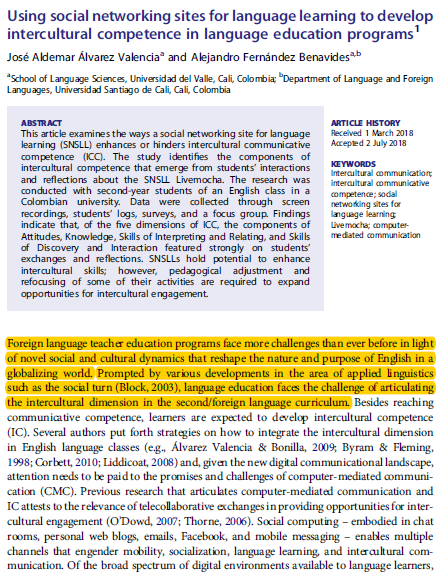 Using social networking sites for language learning to develop
intercultural competence in language education programs1
José Aldemar Álvarez Valenciaa and Alejandro Fernández Benavidesa,b
aSchool of Language Sciences, Universidad del Valle, Cali, Colombia; bDepartment of Language and Foreign
Languages, Universidad Santiago de Cali, Cali, Colombia
ABSTRACT
This article examines the ways a social networking site for language
learning (SNSLL) enhances or hinders intercultural communicative
competence (ICC). The study identifies the components of
intercultural competence that emerge from students' interactions
and reflections about the SNSLL Livemocha. The research was
conducted with second-year students of an English class in a
Colombian university. Data were collected through screen
recordings, students' logs, surveys, and a focus group. Findings
indicate that, of the five dimensions of ICC, the components of
Attitudes, Knowledge, Skills of Interpreting and Relating, and Skills
of Discovery and Interaction featured strongly on students'
exchanges and reflections. SNSLLs hold potential to enhance
intercultural skills; however, pedagogical adjustment and
refocusing of some of their activities are required to expand
opportunities for intercultural engagement.
ARTICLE HISTORY
Received 1 March 2018
Accepted 2 July 2018
KEYWORDS
Intercultural communication;
intercultural communicative
competence; social
networking sites for
language learning;
Livemocha; computer-
mediated communication
Foreign language teacher education programs face more challenges than ever before in light
of novel social and cultural dynamics that reshape the nature and purpose of English in a
globalizing world. Prompted by various developments in the area of applied linguistics
such as the social turn (Block, 2003), language education faces the challenge of articulating
the intercultural dimension in the second/foreign language curriculum. Besides reaching
communicative competence, learners are expected to develop intercultural competence
(IC). Several authors put forth strategies on how to integrate the intercultural dimension
in English language classes (e.g., Álvarez Valencia & Bonilla, 2009; Byram & Fleming,
1998; Corbett, 2010; Liddicoat, 2008) and, given the new digital communicational landscape,
attention needs to be paid to the promises and challenges of computer-mediated communi-
cation (CMC). Previous research that articulates computer-mediated communication and
IC attests to the relevance of telecollaborative exchanges in providing opportunities for inter-
cultural engagement (O'Dowd, 2007; Thorne, 2006). Social computing – embodied in chat
rooms, personal web blogs, emails, Facebook, and mobile messaging – enables multiple
channels that engender mobility, socialization, language learning, and intercultural com-
munication. Of the broad spectrum of digital environments available to language learners,